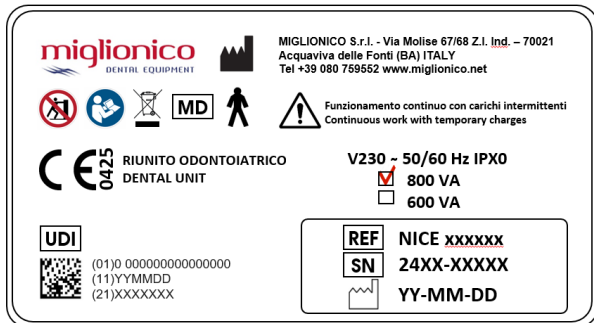 miglionico
DENTAL EQUIPMENT
MIGLIONICO S.r.l. - Via Molise 67/68 Z.I. Ind. – 70021
Acquaviva delle Fonti (BA) ITALY
Tel +39 080 759552 www.miglionico.net
MD
Funzionamento continuo con carichi intermittenti
Continuous work with temporary charges
CE 0425
RIUNITO ODONTOIATRICO
DENTAL UNIT
V230 ~ 50/60 Hz IPX0
800 VA
600 VA
UDI
(01)0 00000000000000
(11)YYMMDD
(21)XXXXXXX
REF NICE xxxxxx
SN 24XX-XXXXX
YY-MM-DD